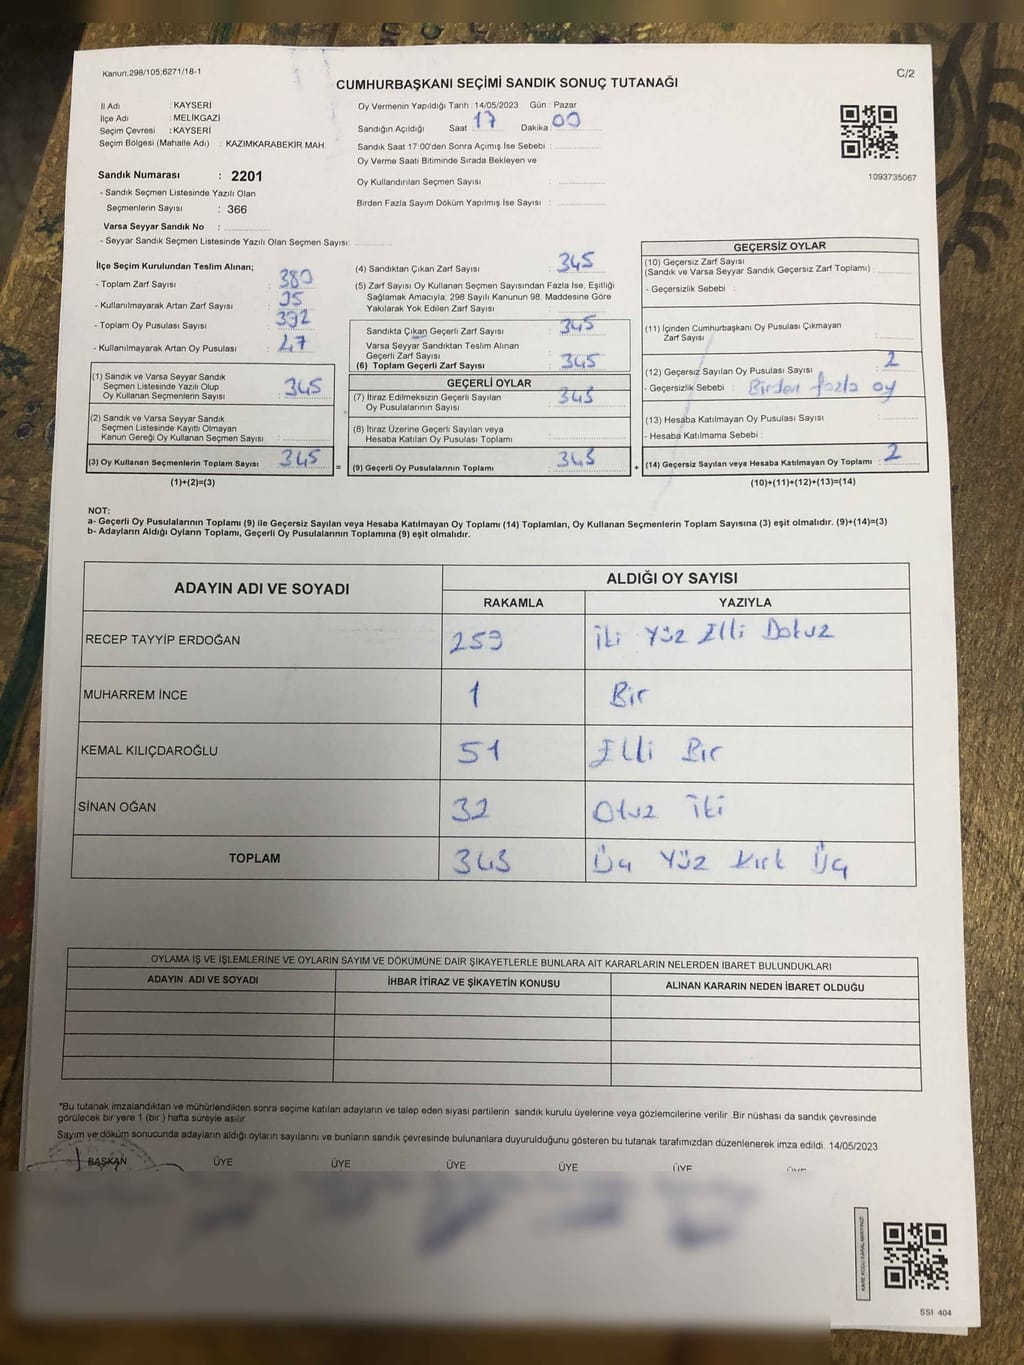 Kanun:298/105;6271/18-1
C/2
CUMHURBAŞKANI SEÇİMİ SANDIK SONUÇ TUTANAĞI
İl Adı : KAYSERİ
İlçe Adı : MELİKGAZİ
Seçim Çevresi : KAYSERİ
Seçim Bölgesi (Mahalle Adı) : KAZIMKARABEKİR MAH.
Sandık Numarası : 2201
- Sandık Seçmen Listesinde Yazılı Olan
Seçmenlerin Sayısı : 366
Varsa Seyyar Sandık No :
- Seyyar Sandık Seçmen Listesinde Yazılı Olan Seçmen Sayısı:
Oy Vermenin Yapıldığı Tarih : 14/05/2023 Gün : Pazar
Sandığın Açıldığı Saat 17 Dakika 00
Sandık Saat 17:00'den Sonra Açımış İse Sebebi :
Oy Verme Saati Bitiminde Sırada Bekleyen ve
Oy Kullandırılan Seçmen Sayısı :
Birden Fazla Sayım Döküm Yapılmış İse Sayısı :
1093735067
İlçe Seçim Kurulundan Teslim Alınan;
- Toplam Zarf Sayısı : 380
- Kullanılmayarak Artan Zarf Sayısı : 35
- Toplam Oy Pusulası Sayısı : 392
- Kullanılmayarak Artan Oy Pusulası : 47
(1) Sandık ve Varsa Seyyar Sandık
Seçmen Listesinde Yazılı Olup
Oy Kullanan Seçmenlerin Sayısı : 345
(2) Sandık ve Varsa Seyyar Sandık
Seçmen Listesinde Kayıtlı Olmayan
Kanun Gereği Oy Kullanan Seçmen Sayısı :
(3) Oy Kullanan Seçmenlerin Toplam Sayısı : 345
(1)+(2)=(3)
(4) Sandıktan Çıkan Zarf Sayısı : 345
(5) Zarf Sayısı Oy Kullanan Seçmen Sayısından Fazla İse, Eşitliği
Sağlamak Amacıyla; 298 Sayılı Kanunun 98. Maddesine Göre
Yakılarak Yok Edilen Zarf Sayısı :
Sandıkta Çıkan Geçerli Zarf Sayısı : 345
Varsa Seyyar Sandıktan Teslim Alınan
Geçerli Zarf Sayısı
(6) Toplam Geçerli Zarf Sayısı : 345
GEÇERLİ OYLAR
(7) İtiraz Edilmeksizin Geçerli Sayılan
Oy Pusulalarının Sayısı : 343
(8) İtiraz Üzerine Geçerli Sayılan veya
Hesaba Katılan Oy Pusulası Toplamı :
= (9) Geçerli Oy Pusulalarının Toplamı : 343
GEÇERSİZ OYLAR
(10) Geçersiz Zarf Sayısı
(Sandık ve Varsa Seyyar Sandık Geçersiz Zarf Toplamı) :
- Geçersizlik Sebebi :
(11) İçinden Cumhurbaşkanı Oy Pusulası Çıkmayan
Zarf Sayısı :
(12) Geçersiz Sayılan Oy Pusulası Sayısı : 2
- Geçersizlik Sebebi : Birden fazla oy
(13) Hesaba Katılmayan Oy Pusulası Sayısı :
- Hesaba Katılmama Sebebi :
+ (14) Geçersiz Sayılan veya Hesaba Katılmayan Oy Toplamı : 2
(10)+(11)+(12)+(13)=(14)
NOT:
a- Geçerli Oy Pusulalarının Toplamı (9) ile Geçersiz Sayılan veya Hesaba Katılmayan Oy Toplamı (14) Toplamları, Oy Kullanan Seçmenlerin Toplam Sayısına (3) eşit olmalıdır. (9)+(14)=(3)
b- Adayların Aldığı Oyların Toplamı, Geçerli Oy Pusulalarının Toplamına (9) eşit olmalıdır.
ADAYIN ADI VE SOYADI
ALDIĞI OY SAYISI
RAKAMLA YAZIYLA
RECEP TAYYİP ERDOĞAN 259 İki Yüz Elli Dokuz
MUHARREM İNCE 1 Bir
KEMAL KILIÇDAROĞLU 51 Elli Bir
SİNAN OĞAN 32 Otuz İki
TOPLAM 343 Üç Yüz Kırk Üç
OYLAMA İŞ VE İŞLEMLERİNE VE OYLARIN SAYIM VE DÖKÜMÜNE DAİR ŞİKAYETLERLE BUNLARA AİT KARARLARIN NELERDEN İBARET BULUNDUKLARI
ADAYIN ADI VE SOYADI İHBAR İTİRAZ VE ŞİKAYETİN KONUSU ALINAN KARARIN NEDEN İBARET OLDUĞU
*Bu tutanak imzalandıktan ve mühürlendikten sonra seçime katılan adayların ve talep eden siyasi partilerin sandık kurulu üyelerine veya gözlemcilerine verilir .Bir nüshası da sandık çevresinde
görülecek bir yere 1 (bir ) hafta süreyle asılır
Sayım ve döküm sonucunda adayların aldığı oyların sayılarını ve bunların sandık çevresinde bulunanlara duyurulduğunu gösteren bu tutanak tarafımızdan düzenlenerek imza edildi. 14/05/2023
BAŞKAN ÜYE ÜYE ÜYE ÜYE ÜYE
SSI 404